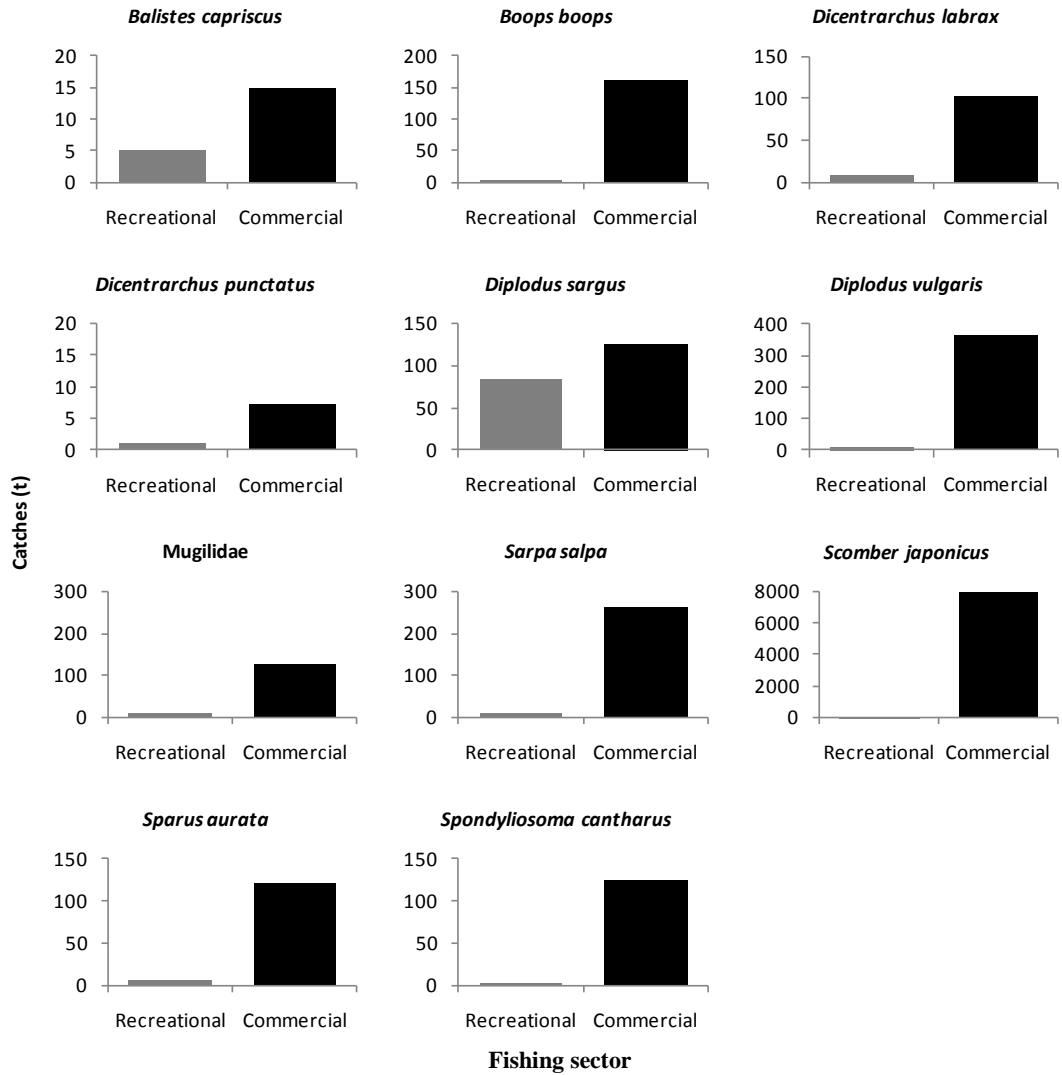 Balistes capriscus
20
15
10
5
0
Recreational Commercial
Boops boops
200
150
100
50
0
Recreational Commercial
Dicentrarchus labrax
150
100
50
0
Recreational Commercial
Dicentrarchus punctatus
20
15
10
5
0
Recreational Commercial
Diplodus sargus
150
100
50
0
Recreational Commercial
Diplodus vulgaris
400
300
200
100
0
Recreational Commercial
Catches (t)
Mugilidae
300
200
100
0
Recreational Commercial
Sarpa salpa
300
200
100
0
Recreational Commercial
Scomber japonicus
8000
6000
4000
2000
0
Recreational Commercial
Sparus aurata
150
100
50
0
Recreational Commercial
Spondyliosoma cantharus
150
100
50
0
Recreational Commercial
Fishing sector